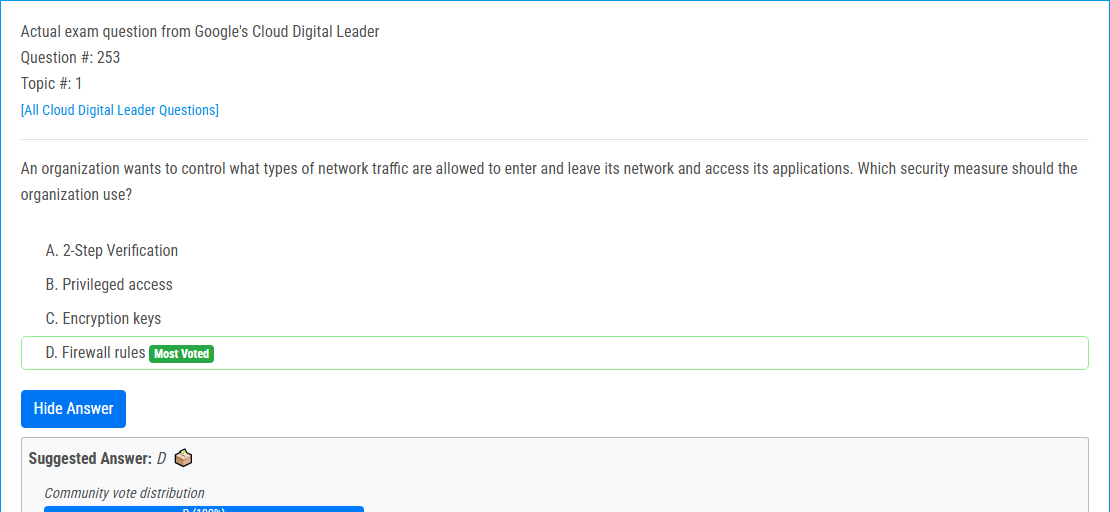 Actual exam question from Google's Cloud Digital Leader
Question #: 253
Topic #: 1
[All Cloud Digital Leader Questions]
An organization wants to control what types of network traffic are allowed to enter and leave its network and access its applications. Which security measure should the
organization use?
A. 2-Step Verification
B. Privileged access
C. Encryption keys
D. Firewall rules Most Voted
Hide Answer
Suggested Answer: D
Community vote distribution
D (100%)